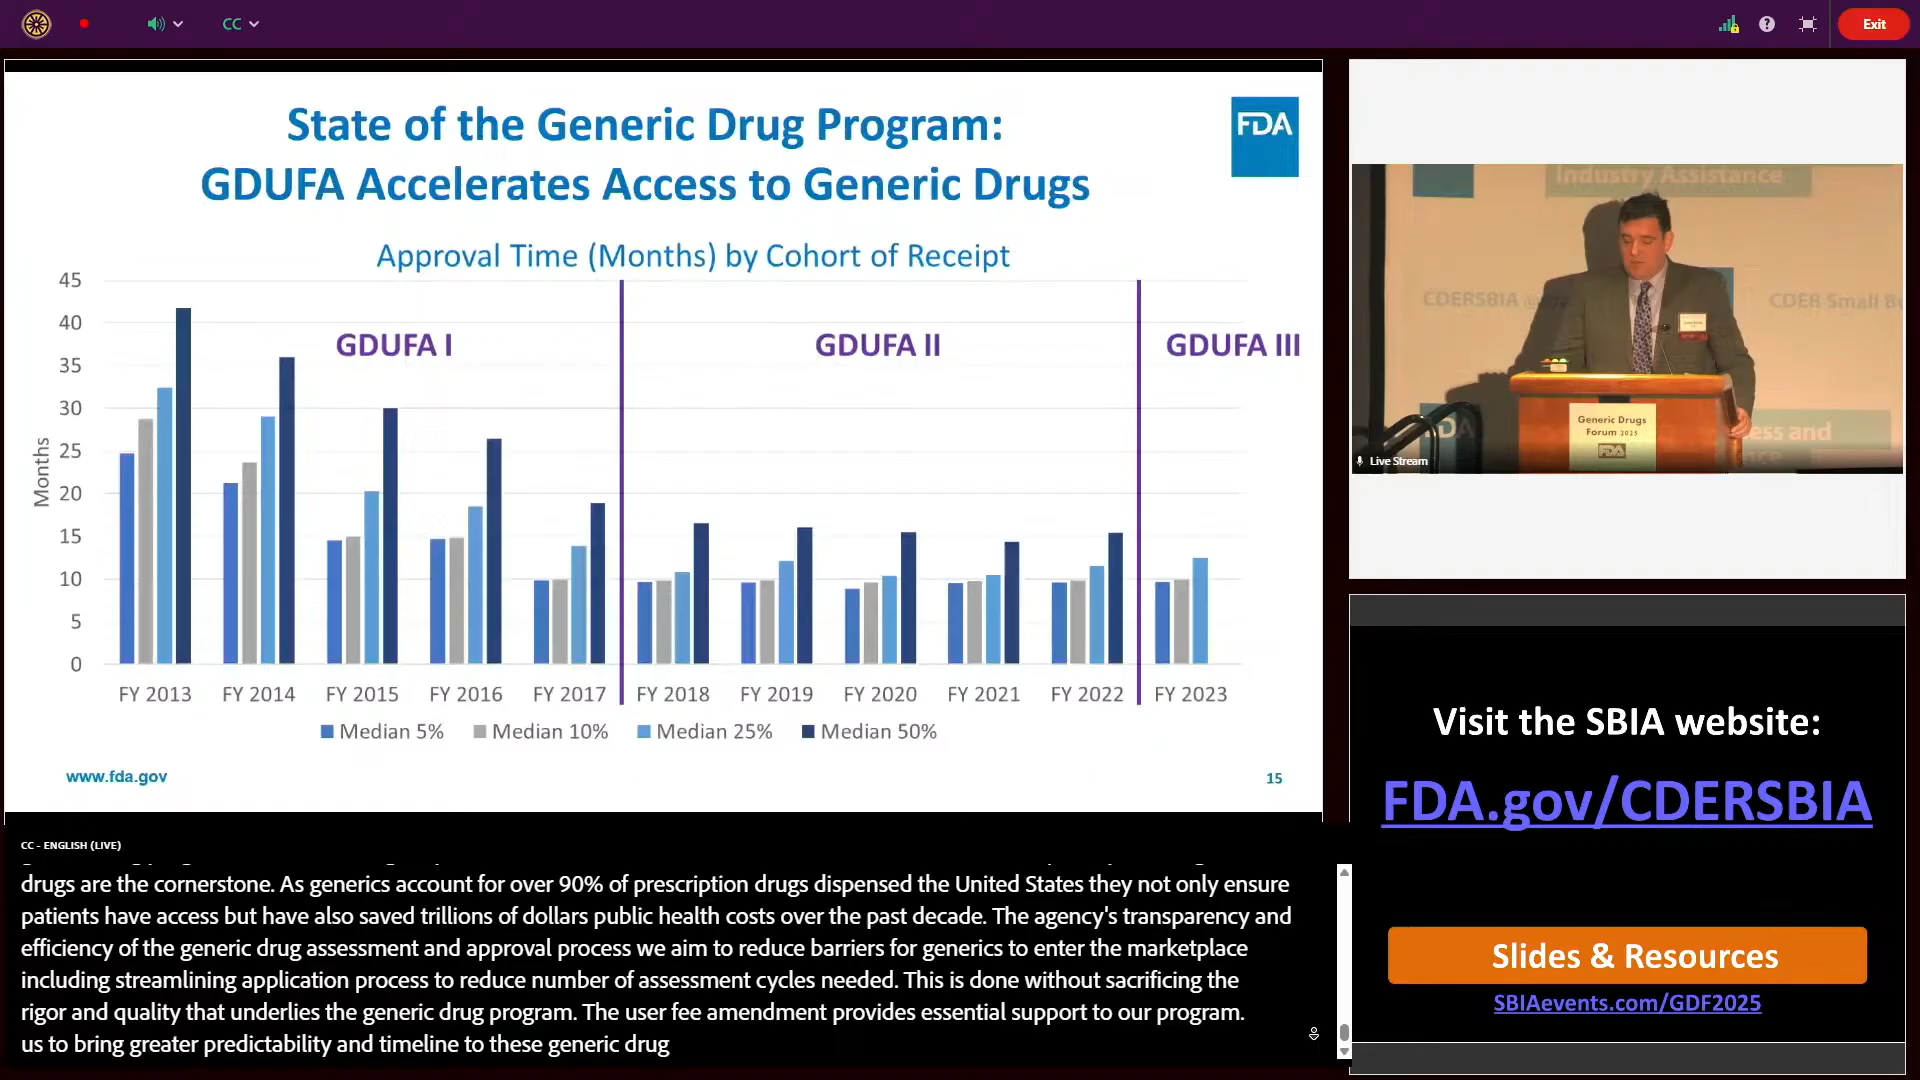 CC
Exit
State of the Generic Drug Program:
GDUFA Accelerates Access to Generic Drugs
FDA
Approval Time (Months) by Cohort of Receipt
45
40
35
30
25
20
15
10
5
0
Months
GDUFA I
GDUFA II
GDUFA III
FY 2013
FY 2014
FY 2015
FY 2016
FY 2017
FY 2018
FY 2019
FY 2020
FY 2021
FY 2022
FY 2023
Median 5%
Median 10%
Median 25%
Median 50%
www.fda.gov
15
Industry Assistance
CDERSBIA
CDER Small
Generic Drugs
Forum 2025
FDA
Live Stream
Visit the SBIA website:
FDA.gov/CDERSBIA
Slides & Resources
SBIAevents.com/GDF2025
CC - ENGLISH (LIVE)
drugs are the cornerstone. As generics account for over 90% of prescription drugs dispensed the United States they not only ensure
patients have access but have also saved trillions of dollars public health costs over the past decade. The agency's transparency and
efficiency of the generic drug assessment and approval process we aim to reduce barriers for generics to enter the marketplace
including streamlining application process to reduce number of assessment cycles needed. This is done without sacrificing the
rigor and quality that underlies the generic drug program. The user fee amendment provides essential support to our program.
us to bring greater predictability and timeline to these generic drug